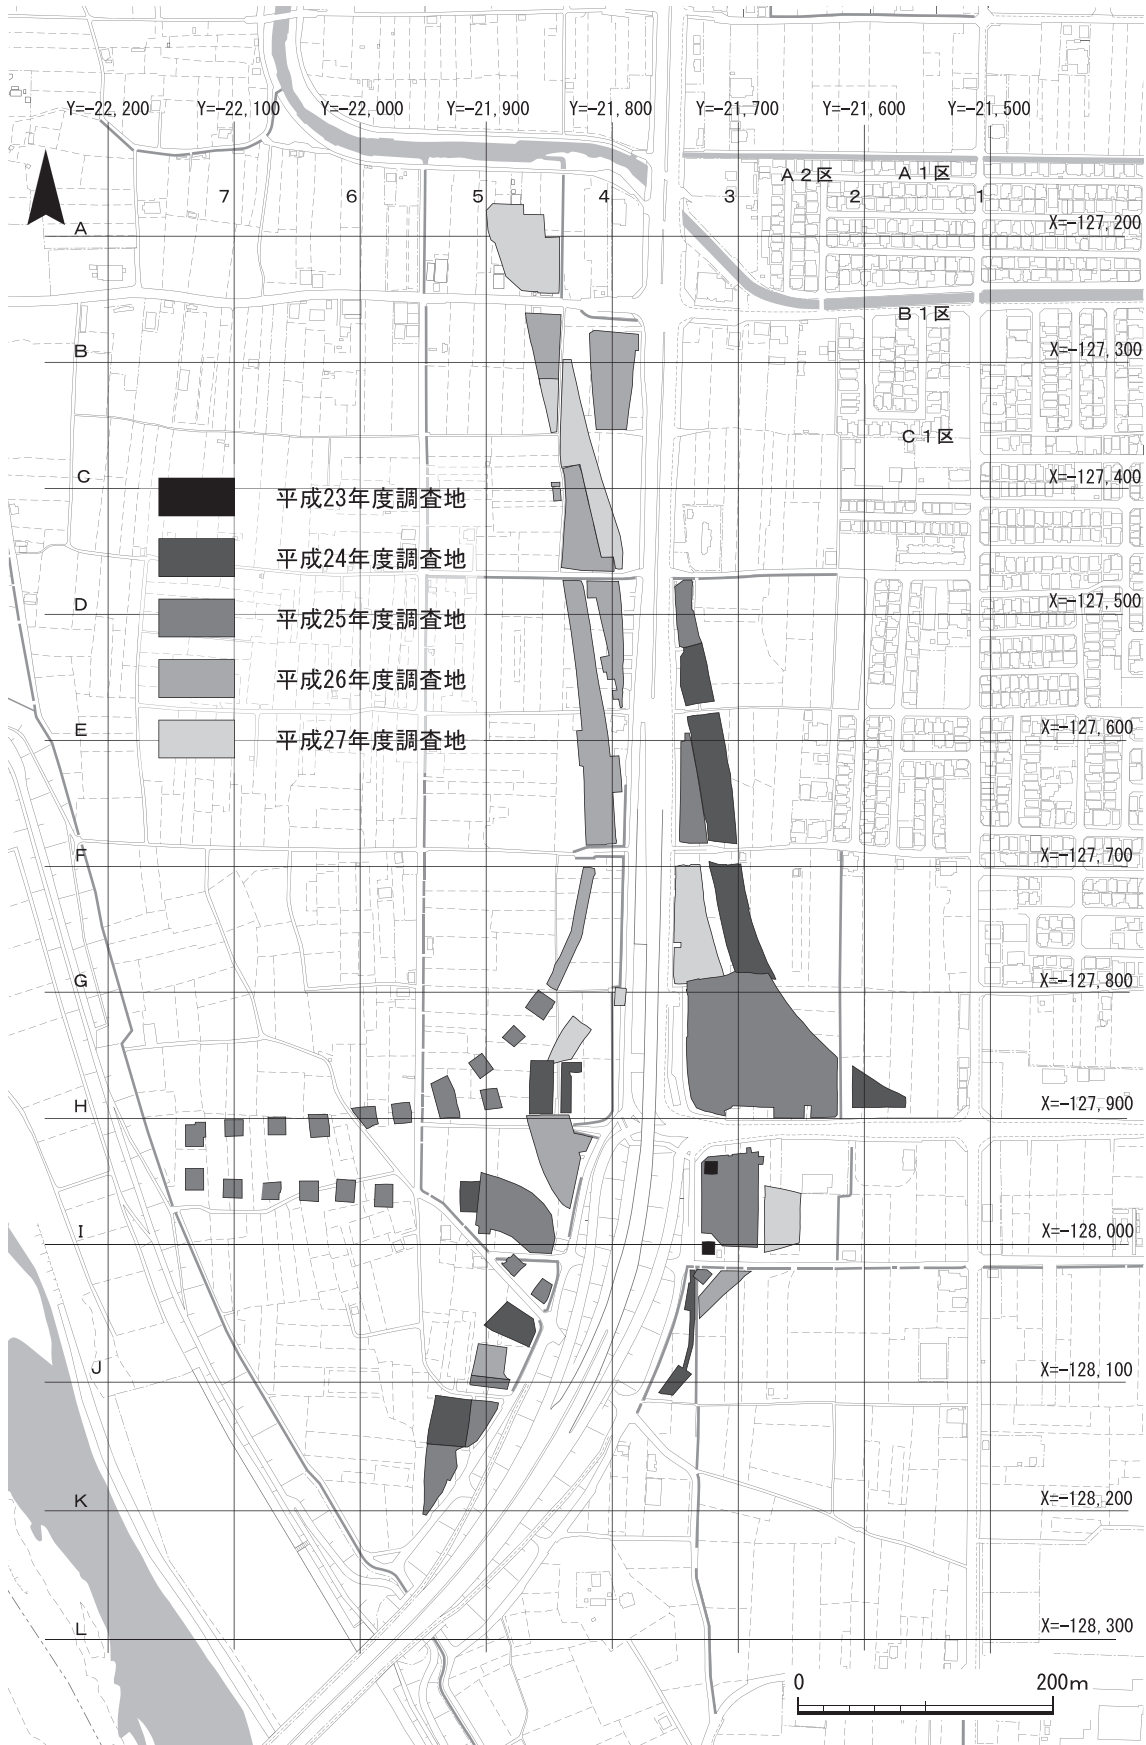 Y=-22,200 Y=-22,100 Y=-22,000 Y=-21,900 Y=-21,800 Y=-21,700 Y=-21,600 Y=-21,500
A2区 A1区
7 6 5 4 3 2 1
A X=-127,200
B1区
B X=-127,300
C1区
C X=-127,400
平成23年度調査地
平成24年度調査地
D X=-127,500
平成25年度調査地
平成26年度調査地
E X=-127,600
平成27年度調査地
F X=-127,700
G X=-127,800
H X=-127,900
I X=-128,000
J X=-128,100
K X=-128,200
L X=-128,300
0 200m